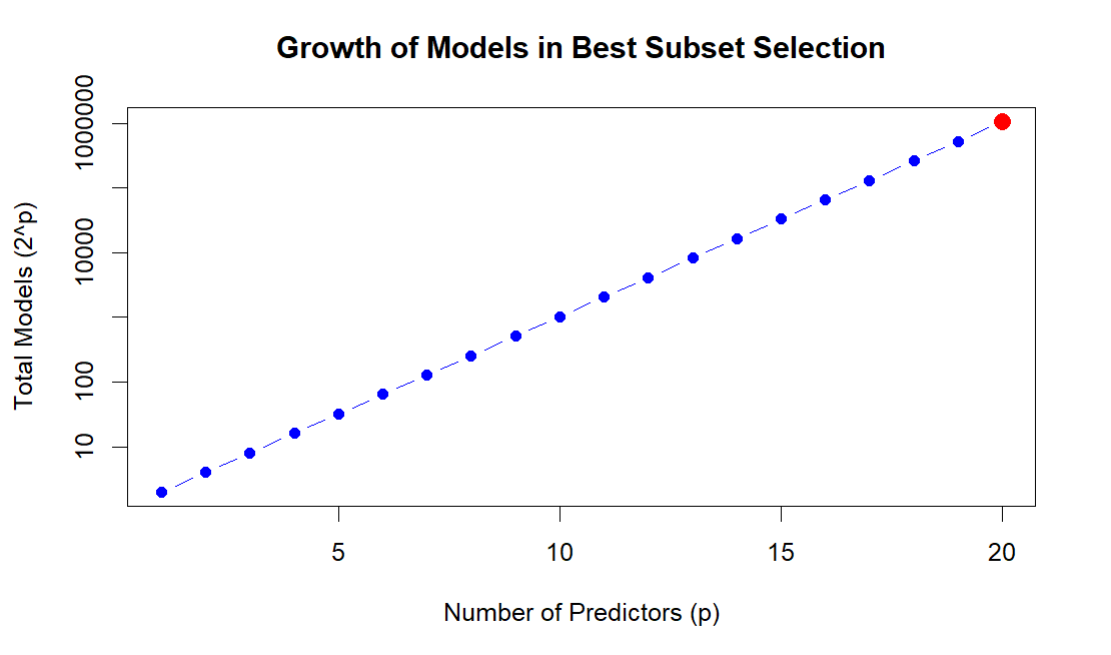 Growth of Models in Best Subset Selection
Total Models (2^p)
1000000
10000
100
10
5
10
15
20
Number of Predictors (p)